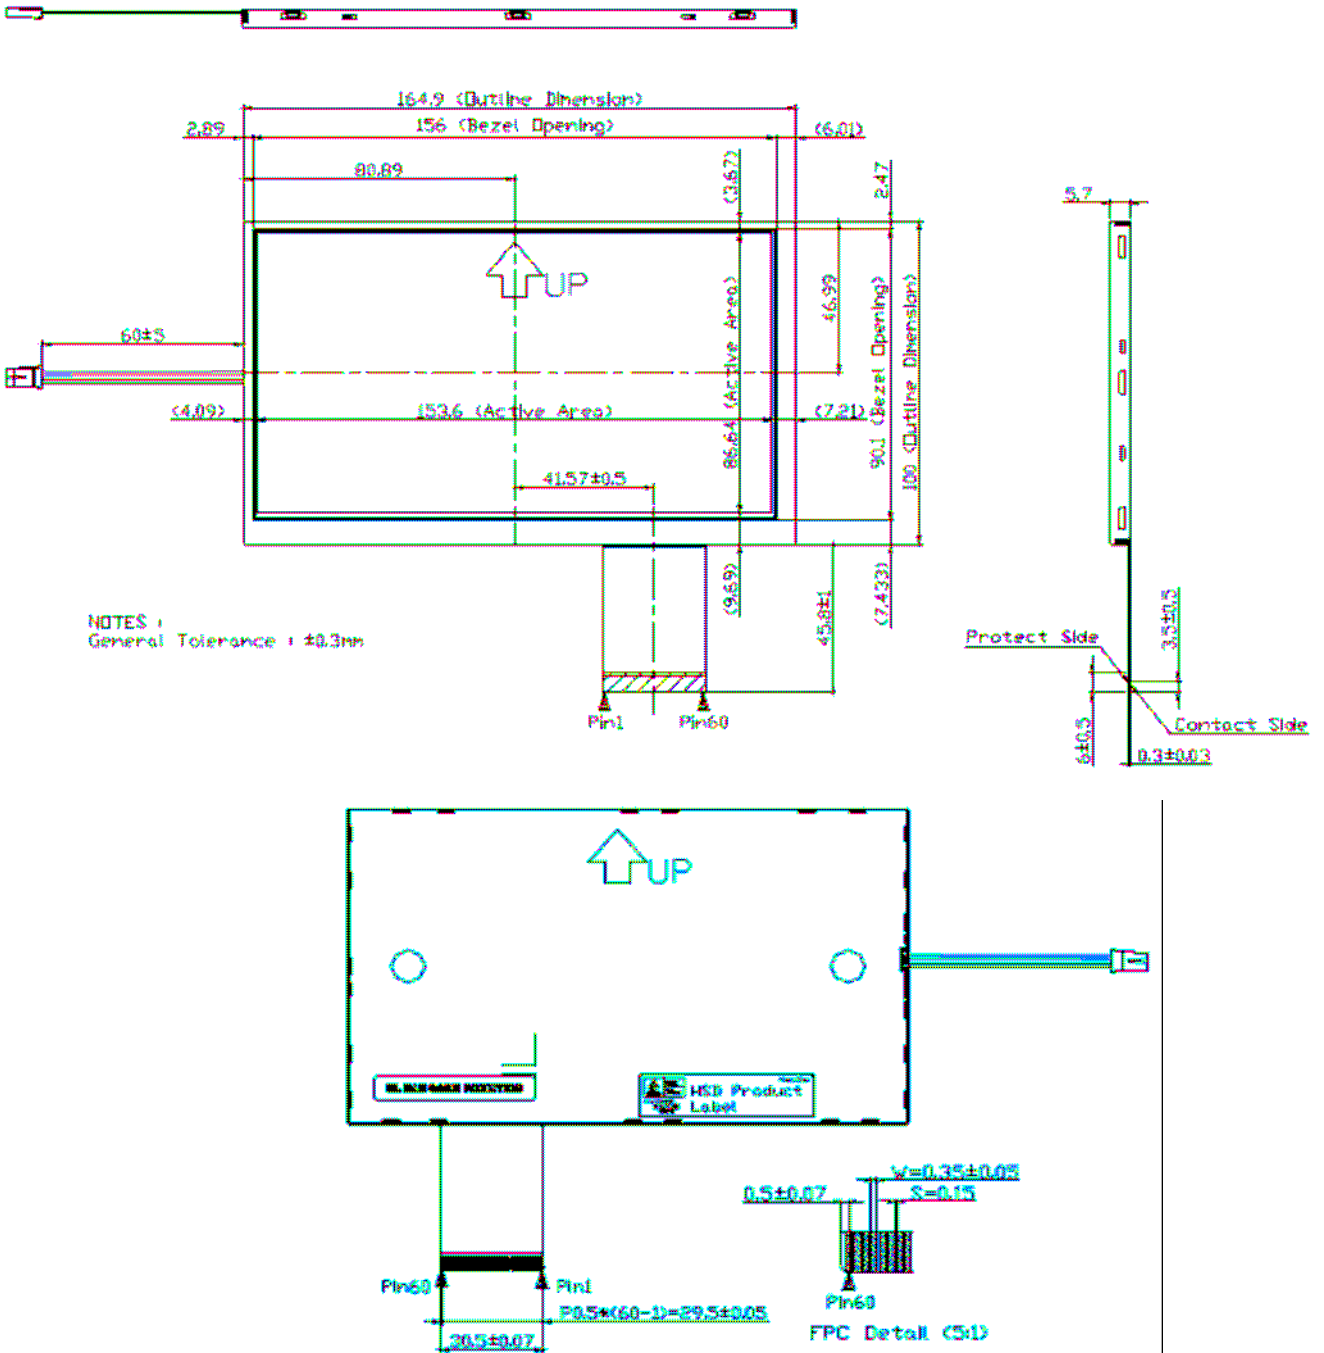 164.9 (Outline Dimension)
2.89
156 (Bezel Opening)
(6.01)
80.89
(3.67)
2.47
5.7
UP
46.99
60±5
86.64 (Active Area)
90.1 (Bezel Opening)
100 (Outline Dimension)
(4.09)
153.6 (Active Area)
(7.21)
41.57±0.5
(9.69)
(7.433)
45.8±1
NOTES :
General Tolerance : ±0.3mm
Protect Side
3.5±0.5
Pin1
Pin60
Contact Side
6±0.5
0.3±0.03
UP
HSD Product
Label
W=0.35±0.05
0.5±0.07
S=0.15
Pin60
Pin1
Pin60
P0.5*(60-1)=29.5±0.05
FPC Detail (5:1)
30.5±0.07